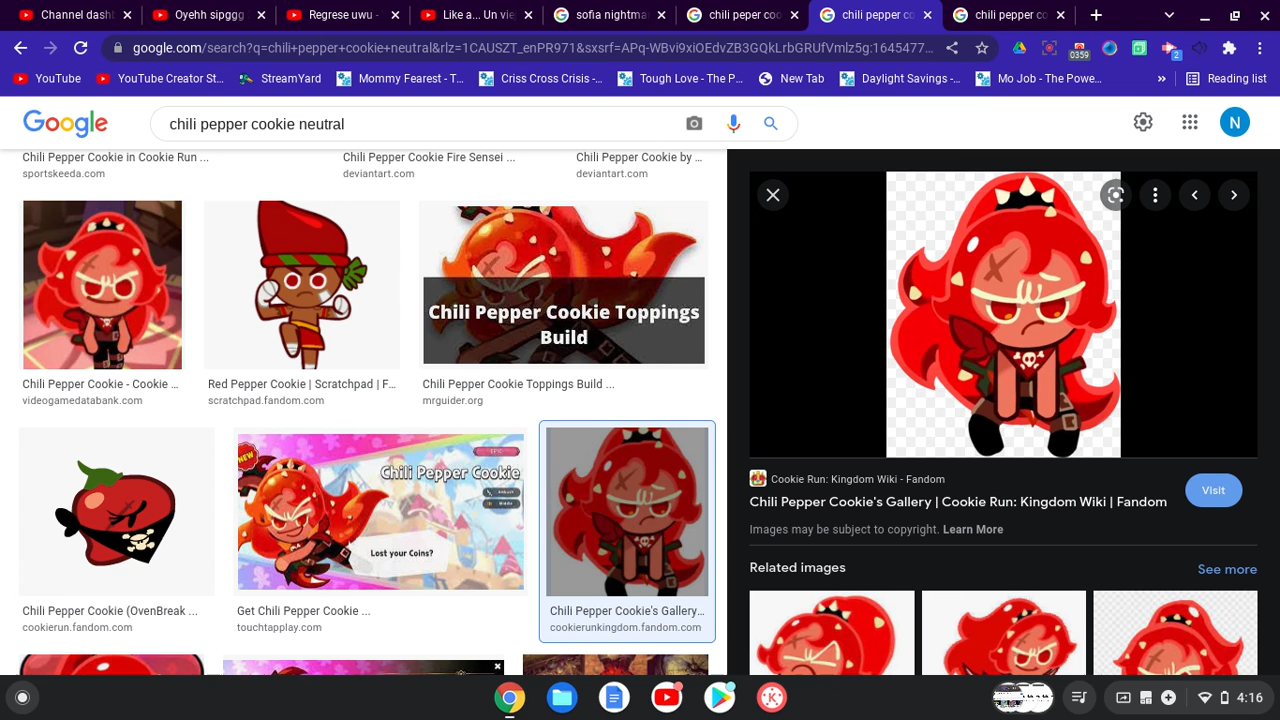 Channel dash
Oyehh sipggg
Regrese uwu -
Like a... Un vie
sofia nightma
chili peper coo
chili pepper co
chili peper co
google.com/search?q=chili+pepper+cookie+neutral&rlz=1CAUSZT_enPR971&sxsrf=APq-WBvi9xiOEdvZB3GQkLrbGRUfVmlz5g:1645477...
0359
2
YouTube
YouTube Creator St...
StreamYard
Mommy Fearest - T...
Criss Cross Crisis -...
Tough Love - The P...
New Tab
Daylight Savings -...
Mo Job - The Powe...
»
Reading list
Google
chili pepper cookie neutral
N
Chili Pepper Cookie in Cookie Run ...
sportskeeda.com
Chili Pepper Cookie Fire Sensei ...
deviantart.com
Chili Pepper Cookie by ...
deviantart.com
Chili Pepper Cookie Toppings
Build
Chili Pepper Cookie - Cookie ...
videogamedatabank.com
Red Pepper Cookie | Scratchpad | F...
scratchpad.fandom.com
Chili Pepper Cookie Toppings Build ...
mrguider.org
NEW
EPIC
Chili Pepper Cookie
Lost your Coins?
Chili Pepper Cookie (OvenBreak ...
cookierun.fandom.com
Get Chili Pepper Cookie ...
touchtapplay.com
Chili Pepper Cookie's Gallery...
cookierunkingdom.fandom.com
Cookie Run: Kingdom Wiki - Fandom
Chili Pepper Cookie's Gallery | Cookie Run: Kingdom Wiki | Fandom
Visit
Images may be subject to copyright. Learn More
Related images
See more
4:16